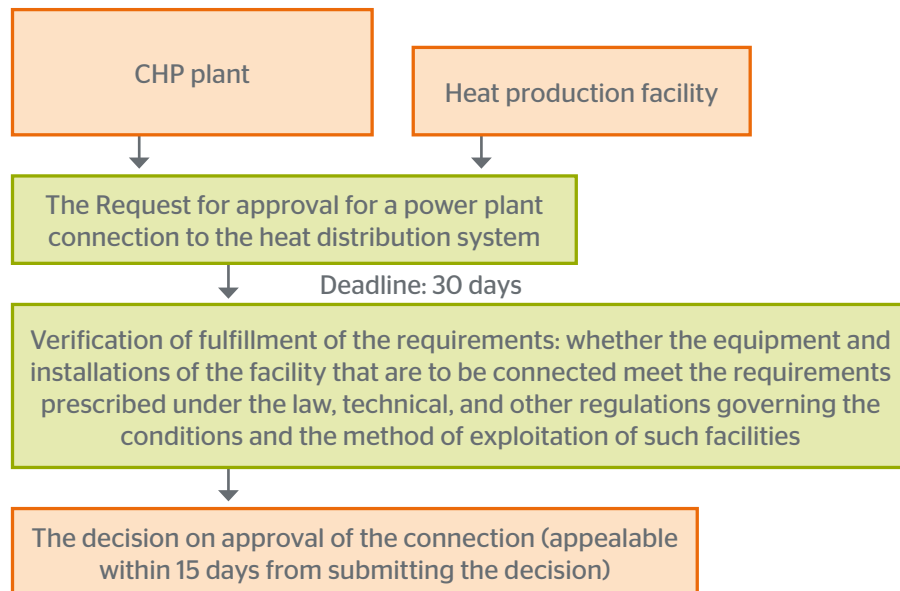 CHP plant
Heat production facility
The Request for approval for a power plant
connection to the heat distribution system
Deadline: 30 days
Verification of fulfillment of the requirements: whether the equipment and
installations of the facility that are to be connected meet the requirements
prescribed under the law, technical, and other regulations governing the
conditions and the method of exploitation of such facilities
The decision on approval of the connection (appealable
within 15 days from submitting the decision)